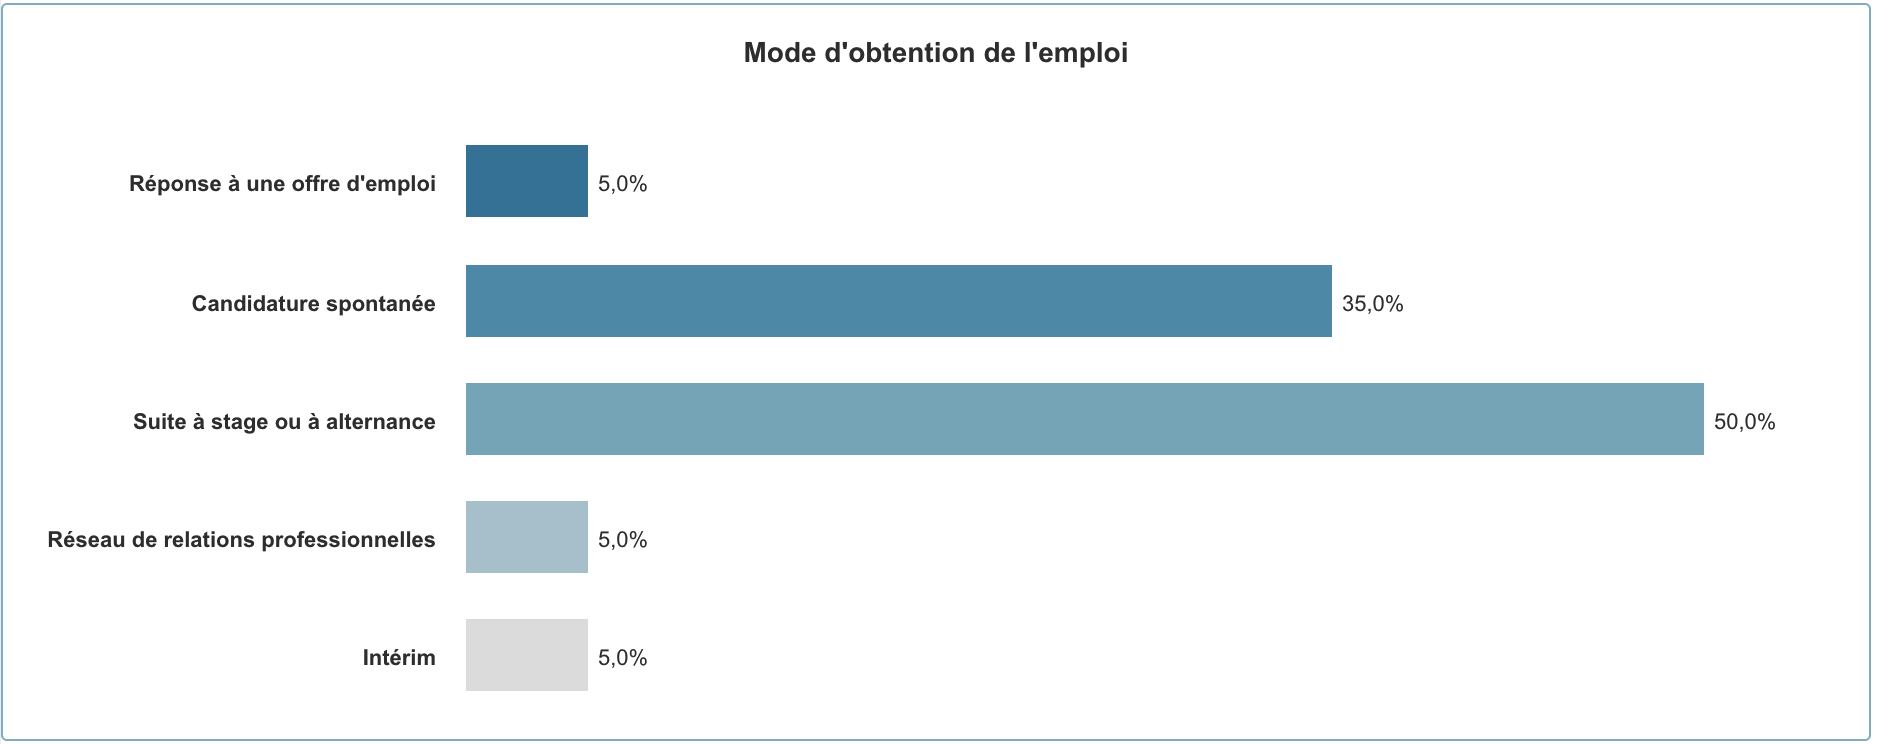 Mode d'obtention de l'emploi
Réponse à une offre d'emploi 5,0%
Candidature spontanée 35,0%
Suite à stage ou à alternance 50,0%
Réseau de relations professionnelles 5,0%
Intérim 5,0%